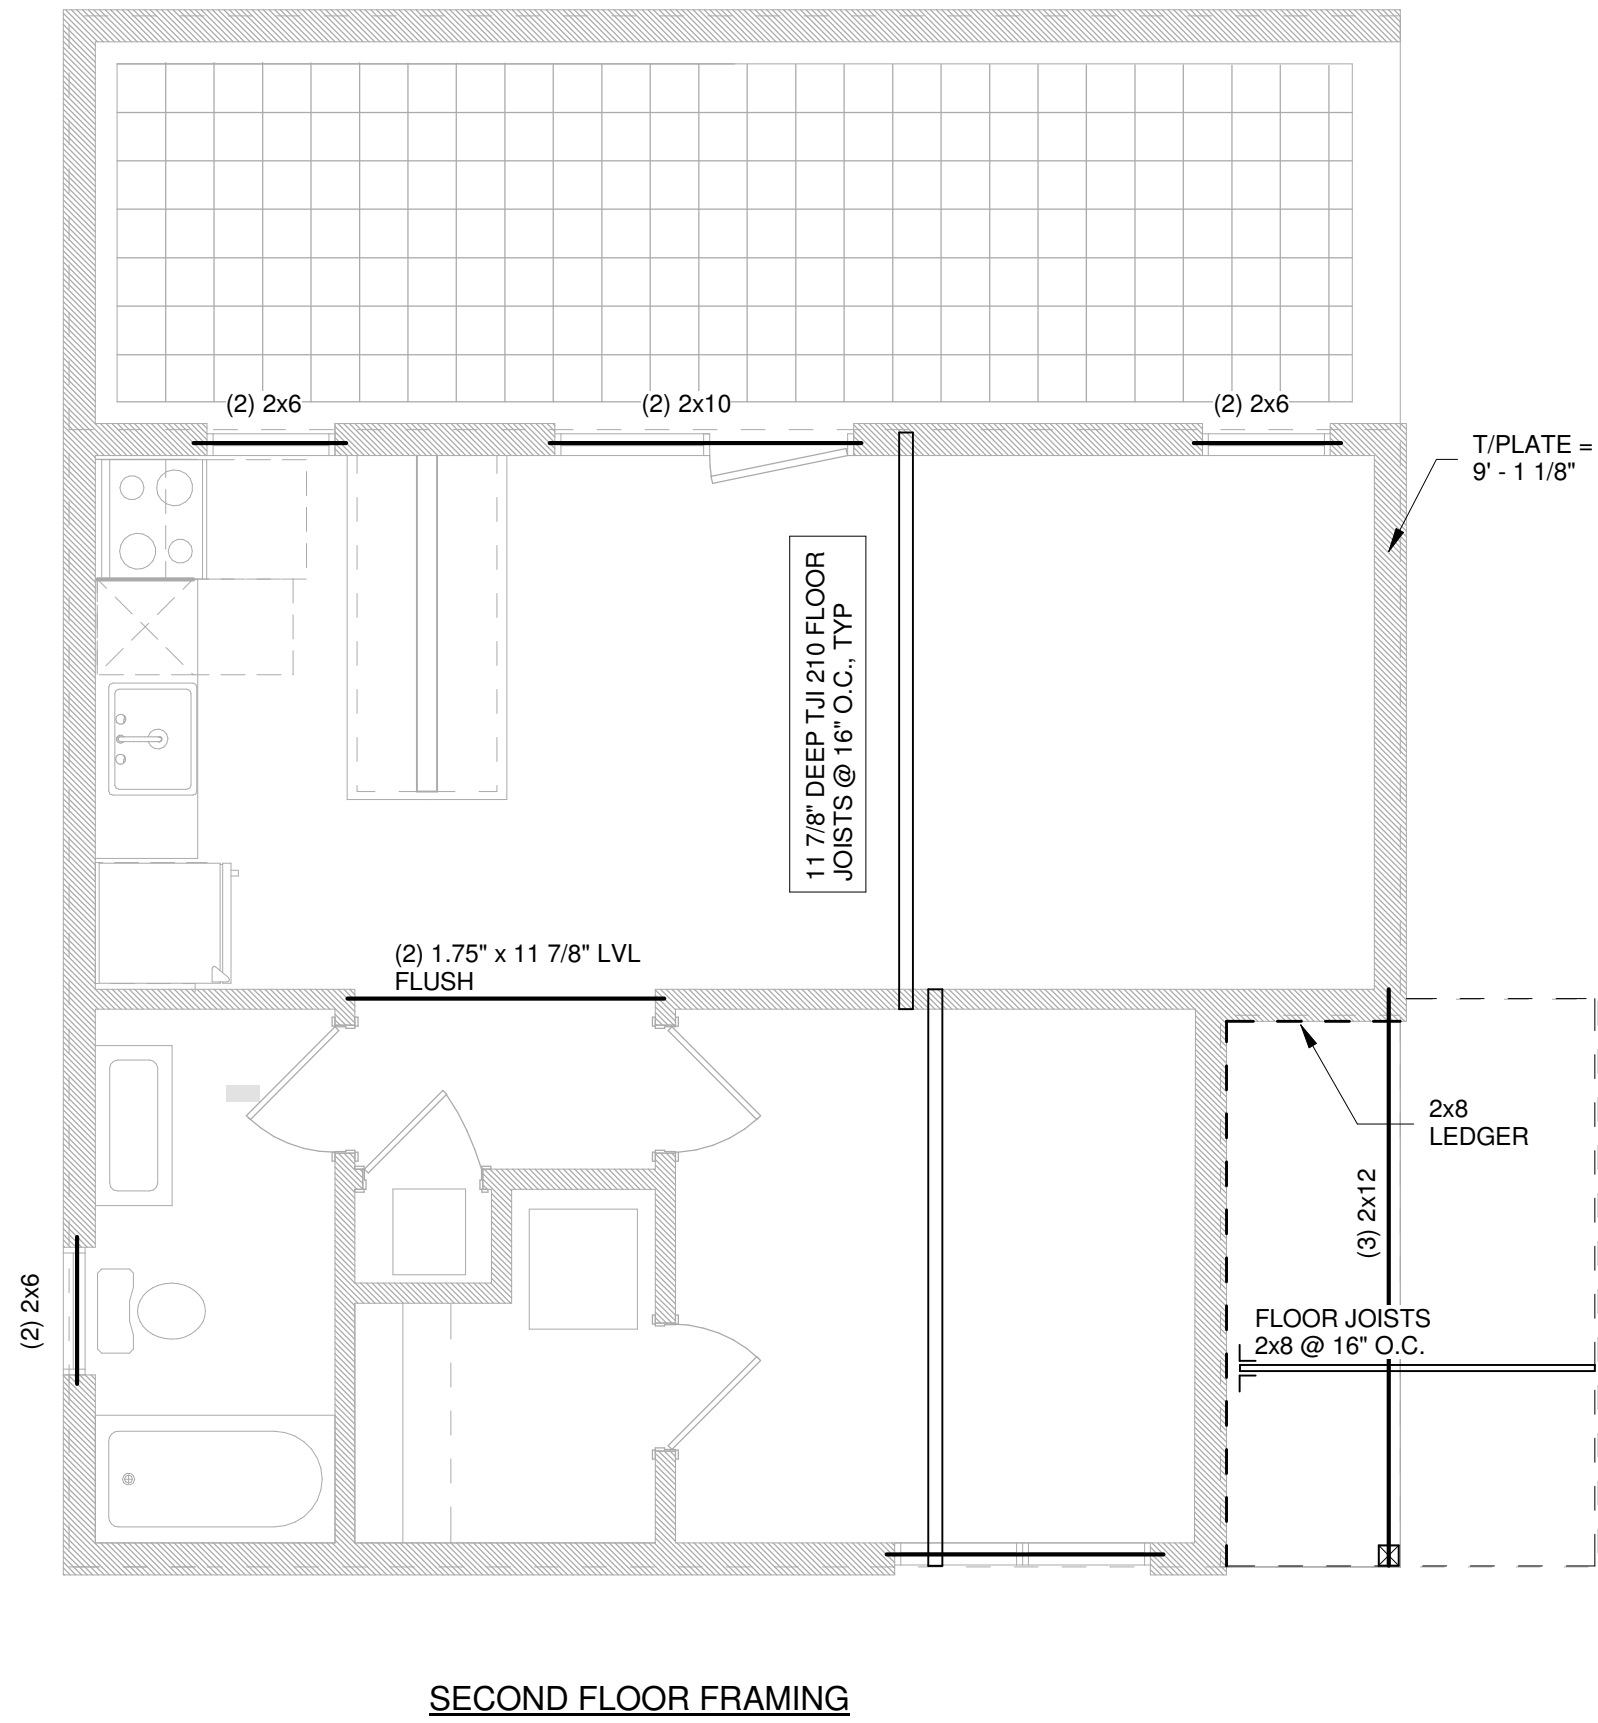 (2) 2x6
(2) 2x10
(2) 2x6
T/PLATE =
9' - 1 1/8"
11 7/8" DEEP TJI 210 FLOOR
JOISTS @ 16" O.C., TYP
(2) 1.75" x 11 7/8" LVL
FLUSH
2x8
LEDGER
(3) 2x12
(2) 2x6
FLOOR JOISTS
2x8 @ 16" O.C.
SECOND FLOOR FRAMING